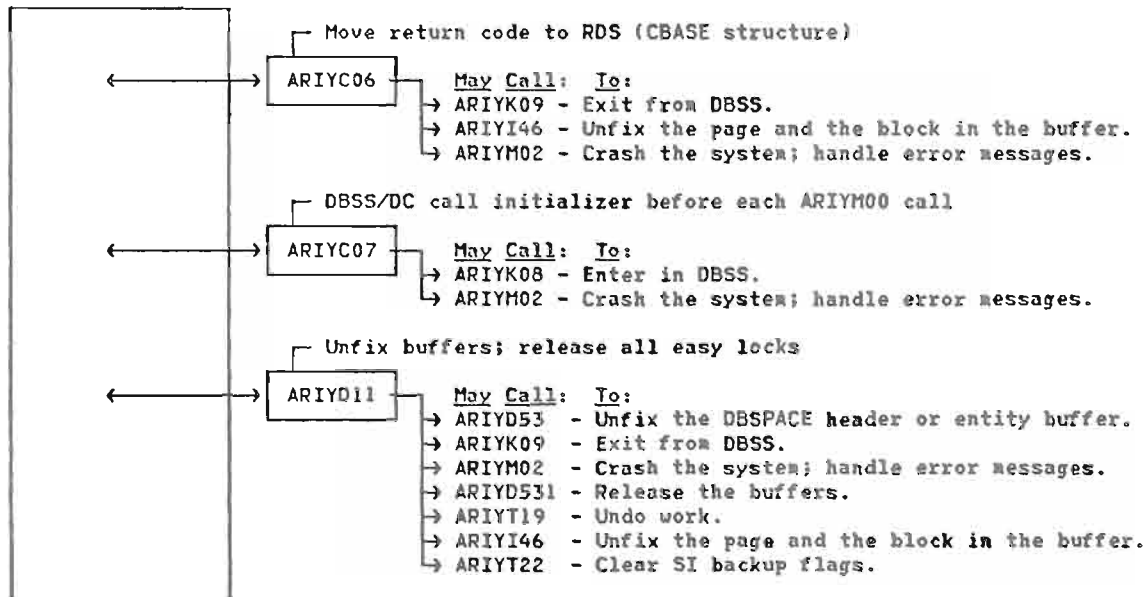 Move return code to RDS (CBASE structure)
ARIYC06
May Call: To:
ARIYK09 - Exit from DBSS.
ARIYI46 - Unfix the page and the block in the buffer.
ARIYM02 - Crash the system; handle error messages.
DBSS/DC call initializer before each ARIYM00 call
ARIYC07
May Call: To:
ARIYK08 - Enter in DBSS.
ARIYM02 - Crash the system; handle error messages.
Unfix buffers; release all easy locks
ARIYD11
May Call: To:
ARIYD53 - Unfix the DBSPACE header or entity buffer.
ARIYK09 - Exit from DBSS.
ARIYM02 - Crash the system; handle error messages.
ARIYD531 - Release the buffers.
ARIYT19 - Undo work.
ARIYI46 - Unfix the page and the block in the buffer.
ARIYT22 - Clear SI backup flags.